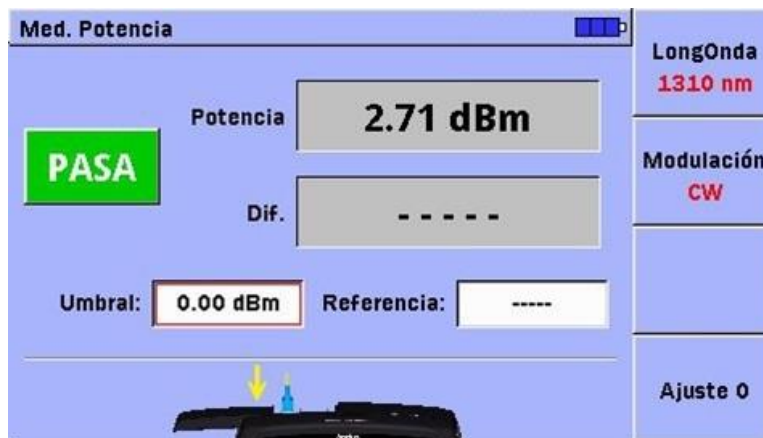 Med. Potencia
LongOnda
1310 nm
Potencia
2.71 dBm
PASA
Modulación
CW
Dif.
-----
Umbral:
0.00 dBm
Referencia:
-----
Ajuste 0